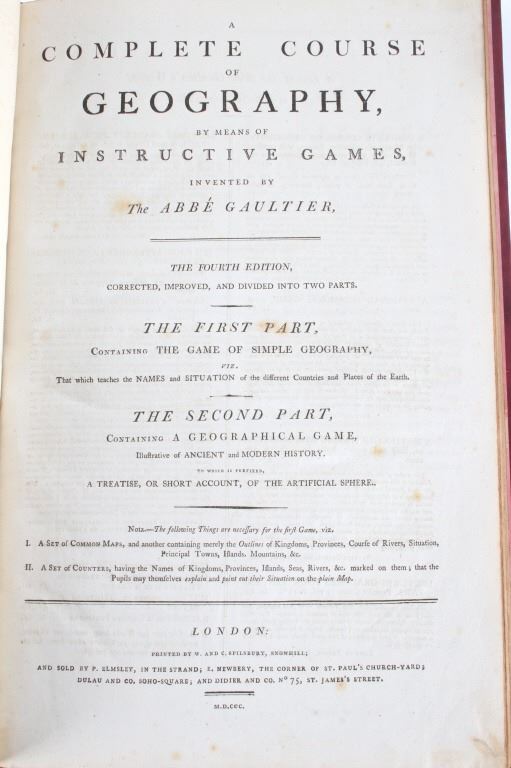 A
COMPLETE COURSE
OF
GEOGRAPHY,
BY MEANS OF
INSTRUCTIVE GAMES,
INVENTED BY
The ABBÉ GAULTIER,
THE FOURTH EDITION,
CORRECTED, IMPROVED, AND DIVIDED INTO TWO PARTS.
THE FIRST PART,
CONTAINING THE GAME OF SIMPLE GEOGRAPHY,
VIZ.
That which teaches the NAMES and SITUATION of the different Countries and Places of the Earth.
THE SECOND PART,
CONTAINING A GEOGRAPHICAL GAME,
Illuſtrative of ANCIENT and MODERN HISTORY.
TO WHICH IS PREFIXED,
A TREATISE, OR SHORT ACCOUNT, OF THE ARTIFICIAL SPHERE.
NOTE.—The following Things are neceſſary for the firſt Game, viz.
I. A SET OF COMMON MAPS, and another containing merely the Outlines of Kingdoms, Provinces, Courſe of Rivers, Situation,
Principal Towns, Iſlands. Mountains, &c.
II. A SET OF COUNTERS, having the Names of Kingdoms, Provinces, Iſlands, Seas, Rivers, &c. marked on them; that the
Pupils may themſelves explain and point out their Situation on the plain Map.
LONDON:
PRINTED BY W. AND C. SPILSBURY, SNOWHILL;
AND SOLD BY P. ELMSLEY, IN THE STRAND; E. NEWBERY, THE CORNER OF ST. PAUL'S CHURCH-YARD;
DULAU AND CO. SOHO-SQUARE; AND DIDIER AND CO. Nº 75, ST. JAMES'S STREET.
M.D.CCC.